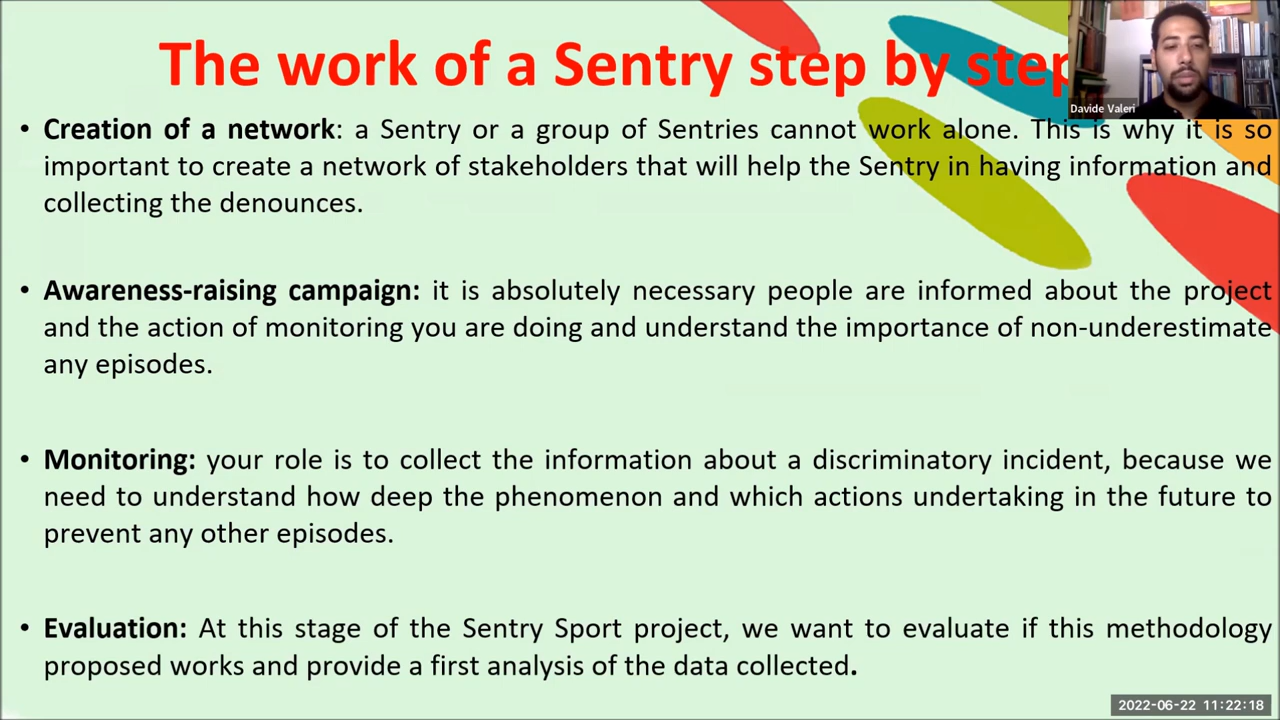 The work of a Sentry step by step
Davide Valeri
• Creation of a network: a Sentry or a group of Sentries cannot work alone. This is why it is so
important to create a network of stakeholders that will help the Sentry in having information and
collecting the denounces.
• Awareness-raising campaign: it is absolutely necessary people are informed about the project
and the action of monitoring you are doing and understand the importance of non-underestimate
any episodes.
• Monitoring: your role is to collect the information about a discriminatory incident, because we
need to understand how deep the phenomenon and which actions undertaking in the future to
prevent any other episodes.
• Evaluation: At this stage of the Sentry Sport project, we want to evaluate if this methodology
proposed works and provide a first analysis of the data collected.
2022-06-22 11:22:18